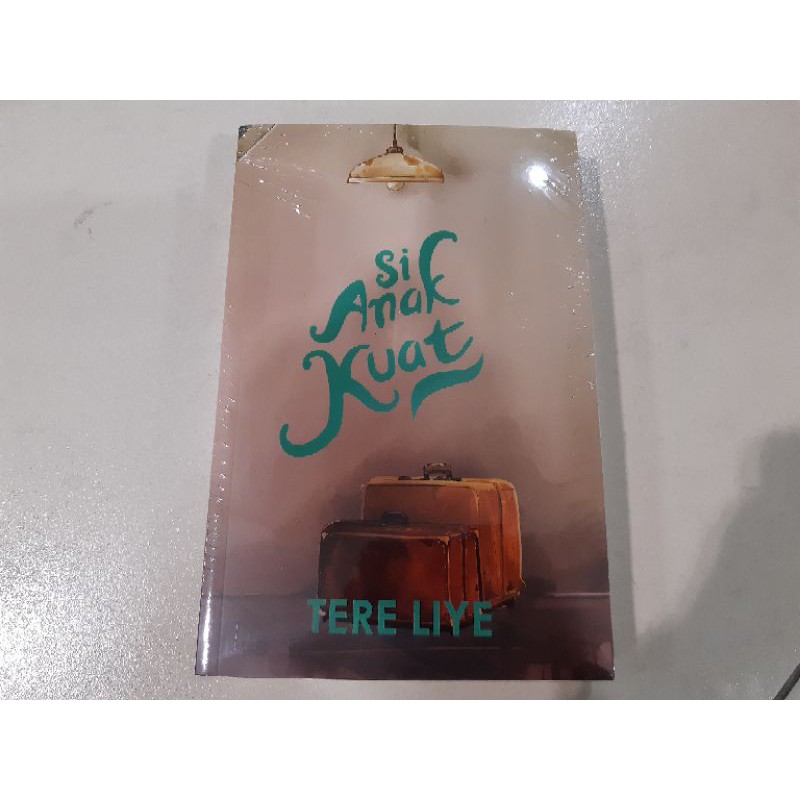 Si
Anak
Kuat
TERE LIYE